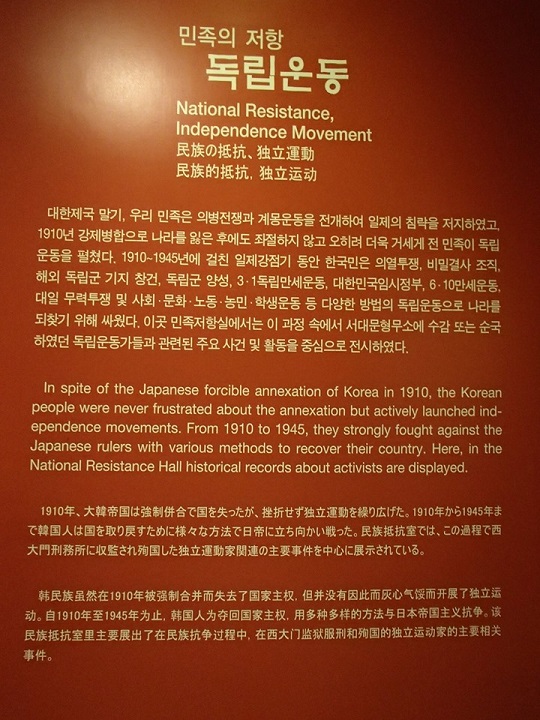 민족의 저항
독립운동
National Resistance,
Independence Movement
民族の抵抗、独立運動
民族的抵抗, 独立运动
대한제국 말기, 우리 민족은 의병전쟁과 계몽운동을 전개하여 일제의 침략을 저지하였고,
1910년 강제병합으로 나라를 잃은 후에도 좌절하지 않고 오히려 더욱 거세게 전 민족이 독립
운동을 펼쳤다. 1910~1945년에 걸친 일제강점기 동안 한국민은 의열투쟁, 비밀결사 조직,
해외 독립군 기지 창건, 독립군 양성, 3·1독립만세운동, 대한민국임시정부, 6·10만세운동,
대일 무력투쟁 및 사회·문화·노동·농민·학생운동 등 다양한 방법의 독립운동으로 나라를
되찾기 위해 싸웠다. 이곳 민족저항실에서는 이 과정 속에서 서대문형무소에 수감 또는 순국
하였던 독립운동가들과 관련된 주요 사건 및 활동을 중심으로 전시하였다.
In spite of the Japanese forcible annexation of Korea in 1910, the Korean
people were never frustrated about the annexation but actively launched ind-
ependence movements. From 1910 to 1945, they strongly fought against the
Japanese rulers with various methods to recover their country. Here, in the
National Resistance Hall historical records about activists are displayed.
1910年、大韓帝国は強制併合で国を失ったが、挫折せず独立運動を繰り広げた。1910年から1945年ま
で韓国人は国を取り戻すために様々な方法で日帝に立ち向かい戦った。民族抵抗室では、この過程で西
大門刑務所に収監され殉国した独立運動家関連の主要事件を中心に展示されている。
韩民族虽然在1910年被强制合并而失去了国家主权, 但并没有因此而灰心气馁而开展了独立运
动。自1910年至1945年为止, 韩国人为夺回国家主权, 用多种多样的方法与日本帝国主义抗争。该
民族抵抗室里主要展出了在民族抗争过程中, 在西大门监狱服刑和殉国的独立运动家的主要相关
事件。